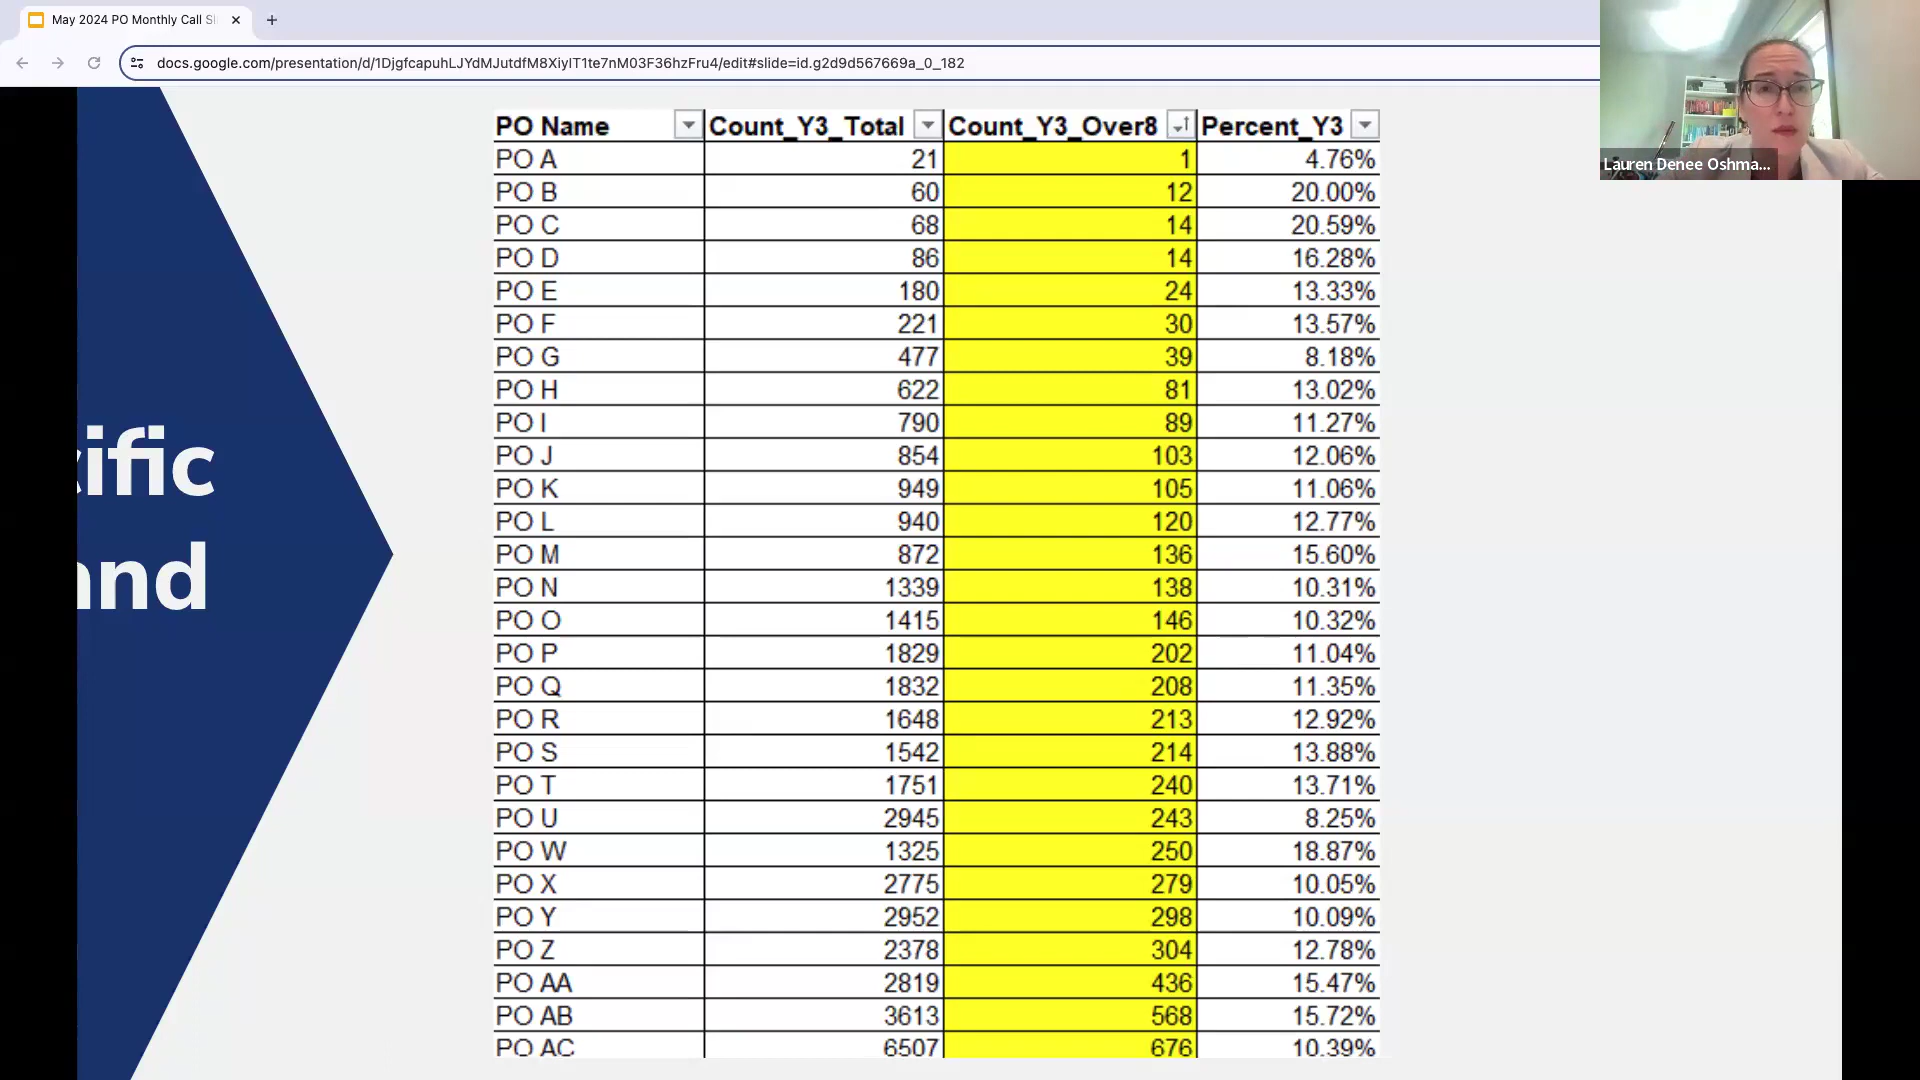 May 2024 PO Monthly Call Sl
docs.google.com/presentation/d/1DjgfcapuhLJYdMJutdfM8XiylT1te7nM03F36hzFru4/edit#slide=id.g2d9d567669a_0_182
Lauren Denee Oshma...
cific
and
PO Name Count_Y3_Total Count_Y3_Over8 Percent_Y3
PO A 21 1 4.76%
PO B 60 12 20.00%
PO C 68 14 20.59%
PO D 86 14 16.28%
PO E 180 24 13.33%
PO F 221 30 13.57%
PO G 477 39 8.18%
PO H 622 81 13.02%
PO I 790 89 11.27%
PO J 854 103 12.06%
PO K 949 105 11.06%
PO L 940 120 12.77%
PO M 872 136 15.60%
PO N 1339 138 10.31%
PO O 1415 146 10.32%
PO P 1829 202 11.04%
PO Q 1832 208 11.35%
PO R 1648 213 12.92%
PO S 1542 214 13.88%
PO T 1751 240 13.71%
PO U 2945 243 8.25%
PO W 1325 250 18.87%
PO X 2775 279 10.05%
PO Y 2952 298 10.09%
PO Z 2378 304 12.78%
PO AA 2819 436 15.47%
PO AB 3613 568 15.72%
PO AC 6507 676 10.39%